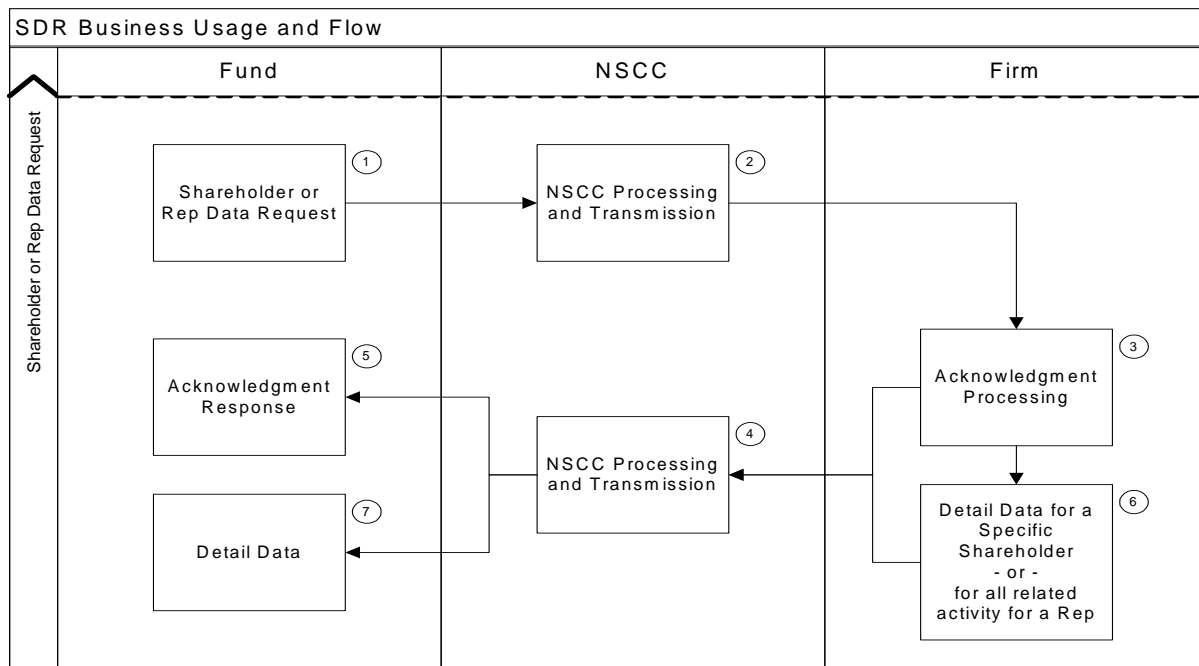 SDR Business Usage and Flow
Fund
NSCC
Firm
Shareholder or Rep Data Request
1
Shareholder or
Rep Data Request
2
NSCC Processing
and Transmission
3
Acknowledgment
Processing
4
NSCC Processing
and Transmission
5
Acknowledgment
Response
6
Detail Data for a
Specific
Shareholder
- or -
for all related
activity for a Rep
7
Detail Data